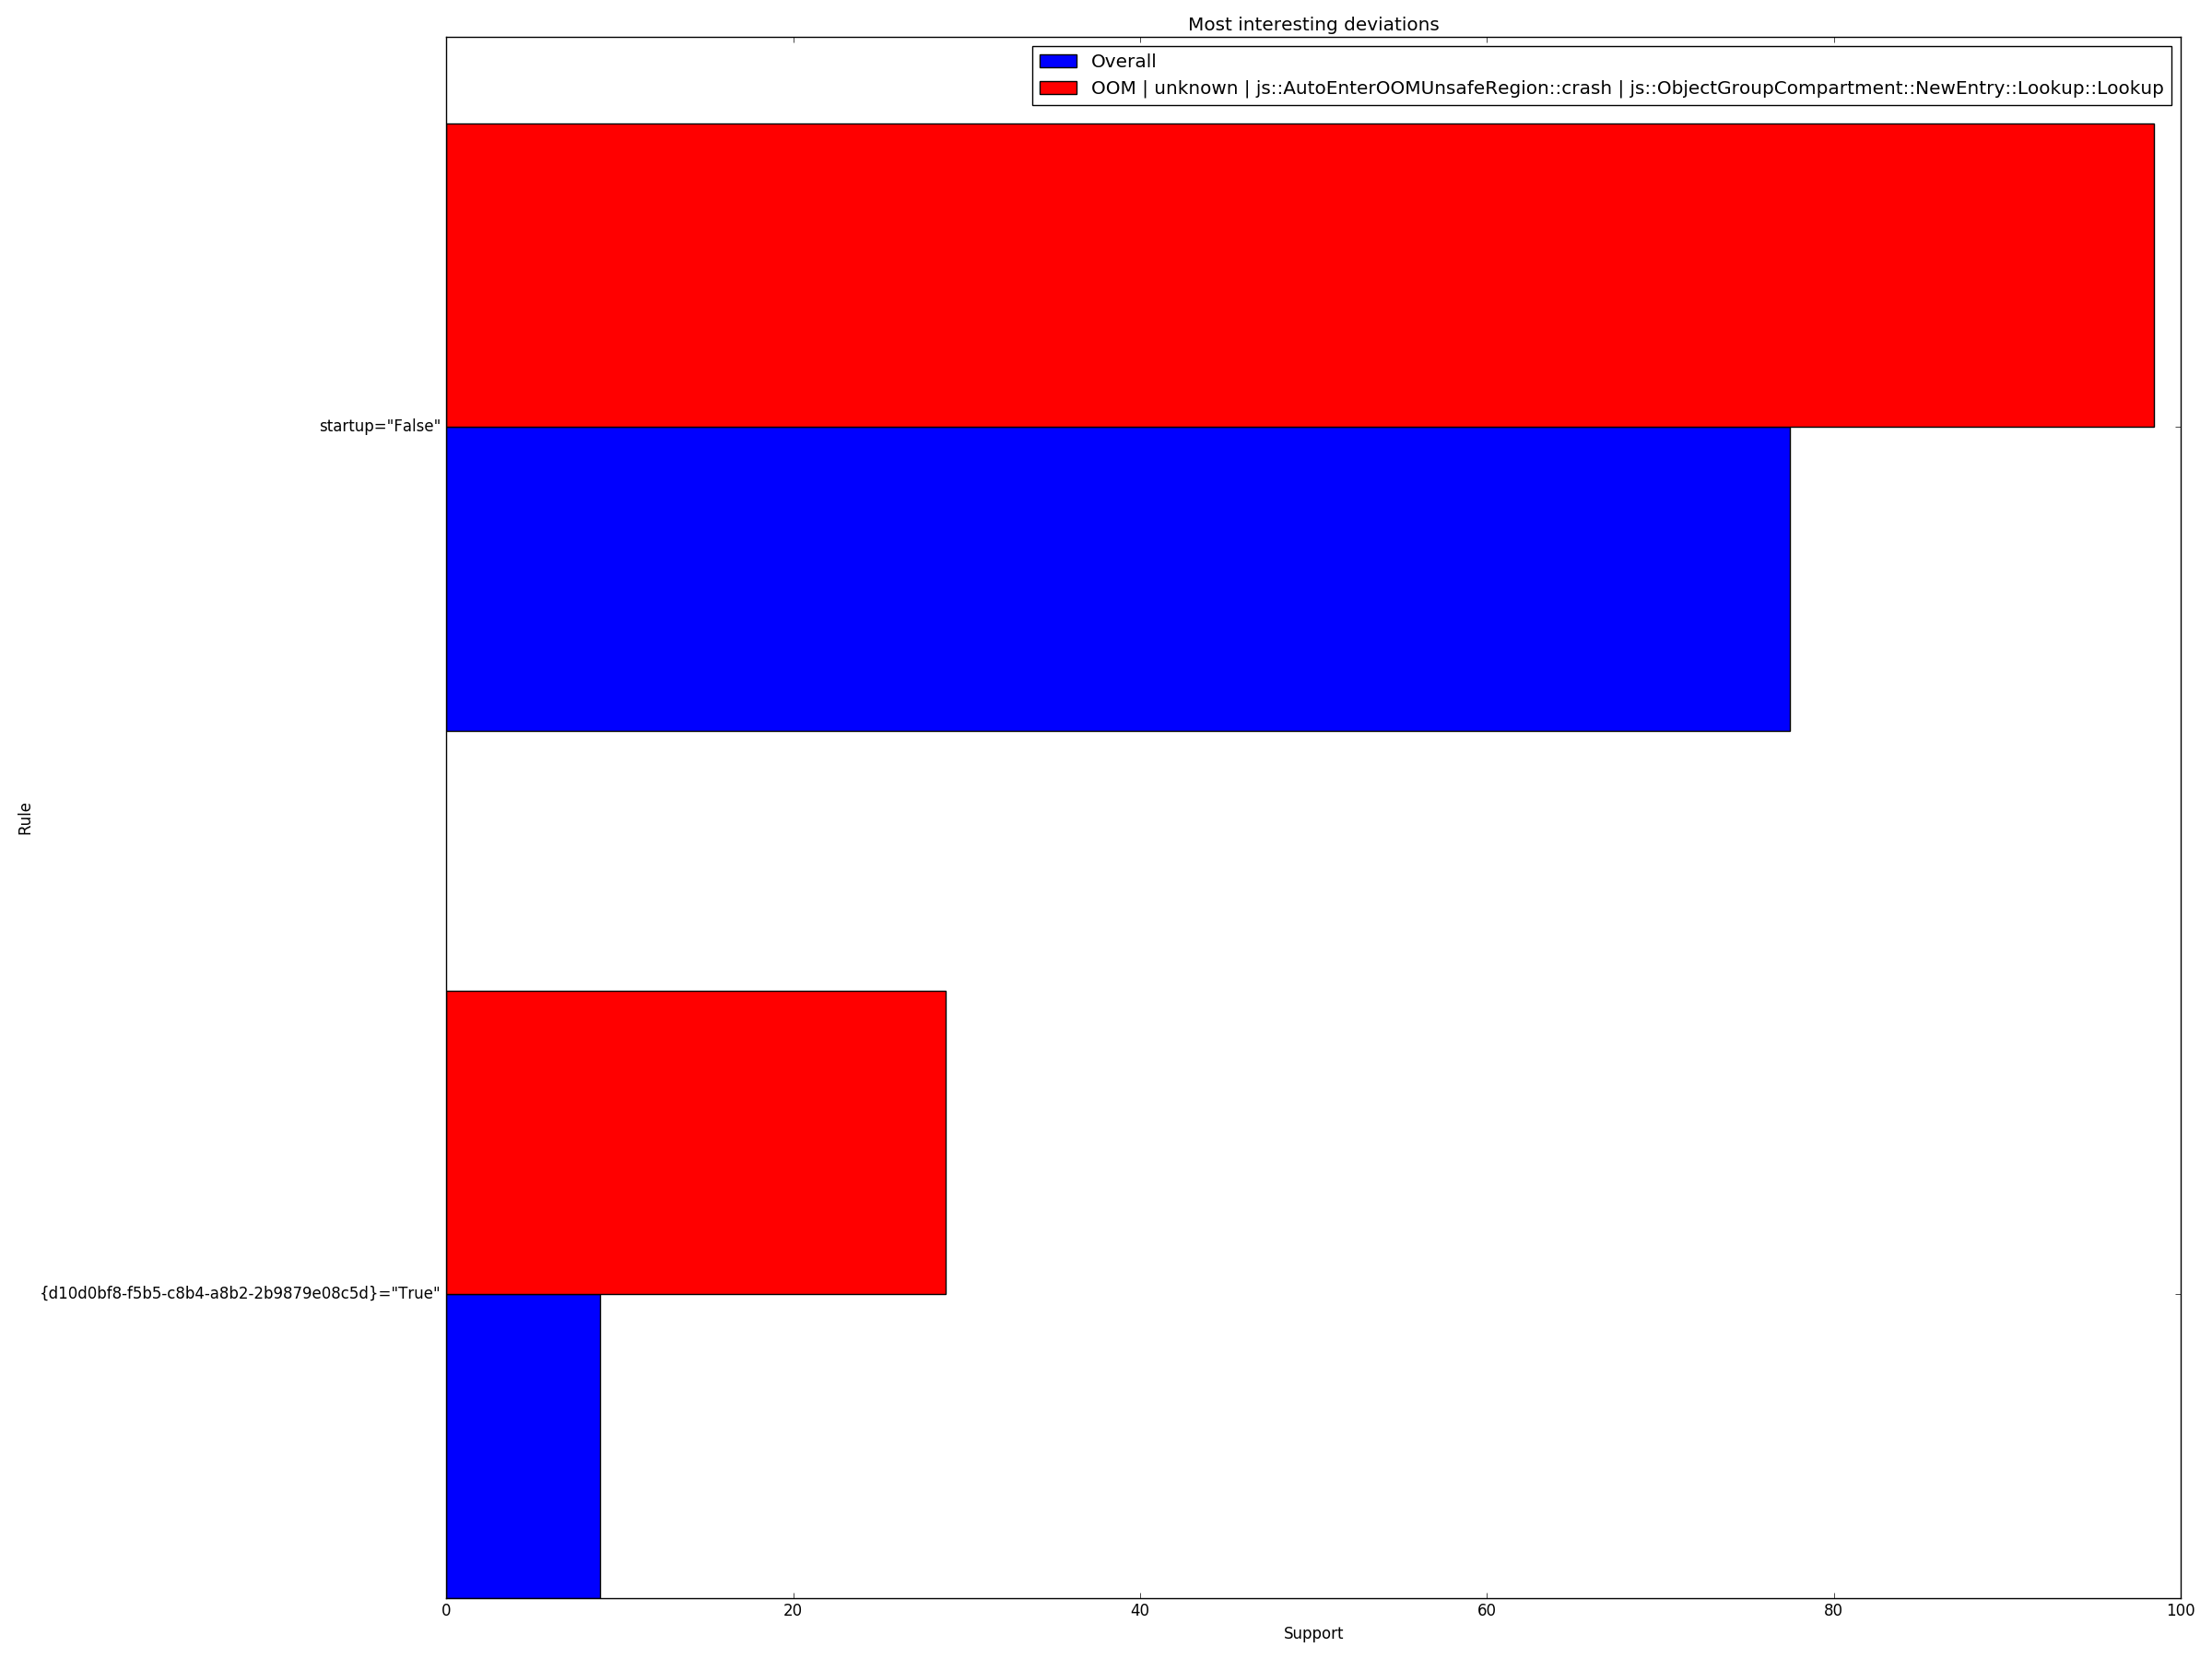 Most interesting deviations
Overall
OOM | unknown | js::AutoEnterOOMUnsafeRegion::crash | js::ObjectGroupCompartment::NewEntry::Lookup::Lookup
startup="False"
Rule
{d10d0bf8-f5b5-c8b4-a8b2-2b9879e08c5d}="True"
0 20 40 60 80 100
Support